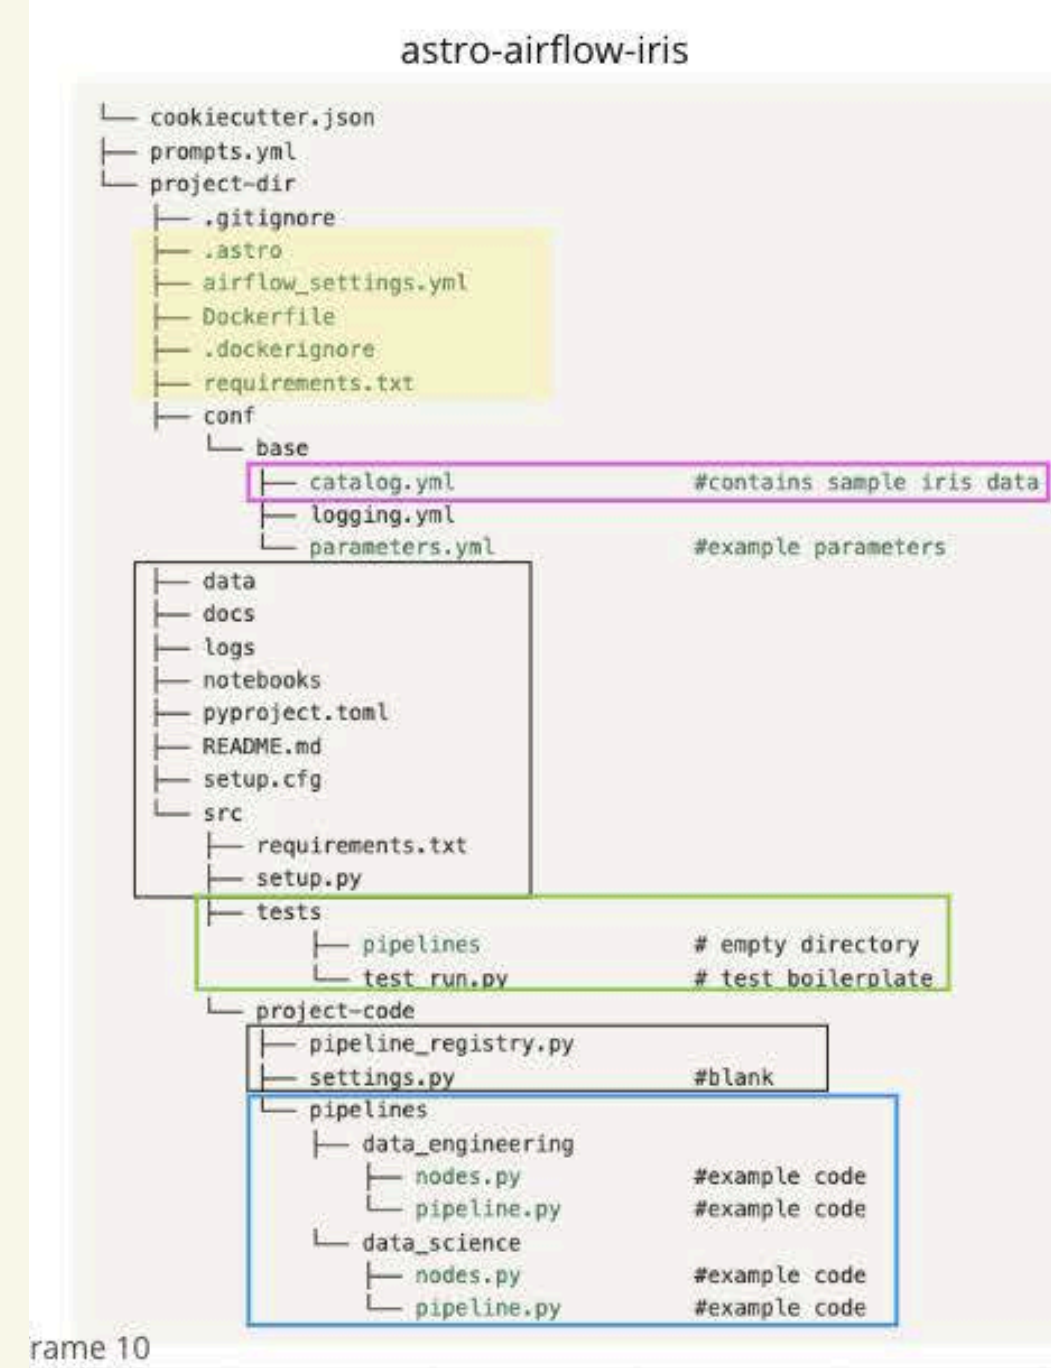 astro-airflow-iris
└── cookiecutter.json
├── prompts.yml
└── project-dir
    ├── .gitignore
    ├── .astro
    ├── airflow_settings.yml
    ├── Dockerfile
    ├── .dockerignore
    ├── requirements.txt
    ├── conf
        └── base
            ├── catalog.yml #contains sample iris data
            ├── logging.yml
            └── parameters.yml #example parameters
    ├── data
    ├── docs
    ├── logs
    ├── notebooks
    ├── pyproject.toml
    ├── README.md
    ├── setup.cfg
    └── src
        ├── requirements.txt
        ├── setup.py
        ├── tests
                ├── pipelines # empty directory
                └── test_run.py # test boilerplate
        └── project-code
            ├── pipeline_registry.py
            ├── settings.py #blank
            └── pipelines
                ├── data_engineering
                    ├── nodes.py #example code
                    └── pipeline.py #example code
                └── data_science
                    ├── nodes.py #example code
                    └── pipeline.py #example code
rame 10